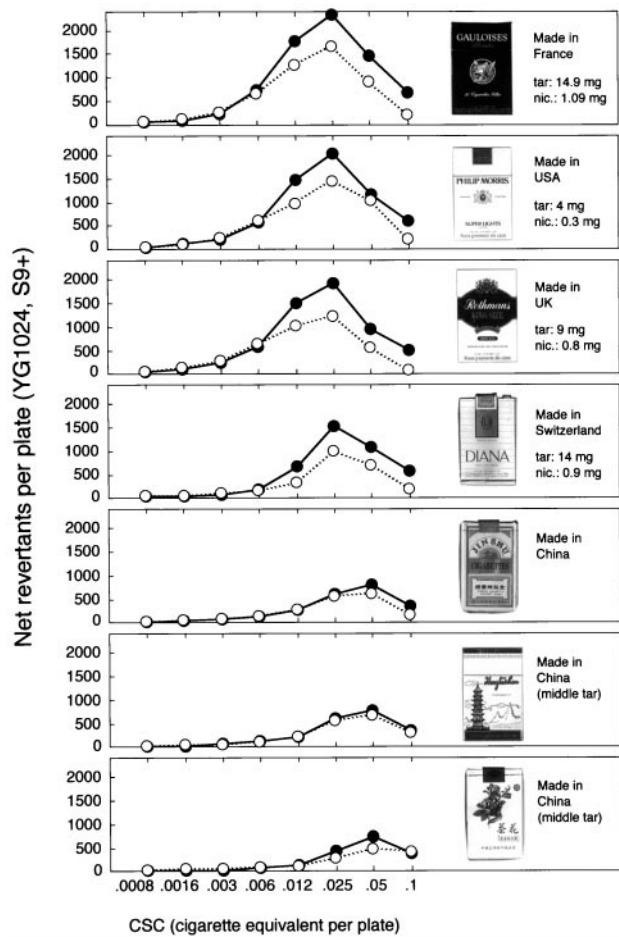 Net revertants per plate (YG1024, S9+)
2000
1500
1000
500
0
GAULOISES
Made in
France
tar: 14.9 mg
nic.: 1.09 mg
2000
1500
1000
500
0
PHILIP MORRIS
SUPER LIGHTS
Made in
USA
tar: 4 mg
nic.: 0.3 mg
2000
1500
1000
500
0
Rothmans
KING SIZE
Made in
UK
tar: 9 mg
nic.: 0.8 mg
2000
1500
1000
500
0
DIANA
Made in
Switzerland
tar: 14 mg
nic.: 0.9 mg
2000
1500
1000
500
0
JINSHU
CIGARETTES
Made in
China
2000
1500
1000
500
0
Made in
China
(middle tar)
2000
1500
1000
500
0
茶花
Made in
China
(middle tar)
.0008 .0016 .003 .006 .012 .025 .05 .1
CSC (cigarette equivalent per plate)